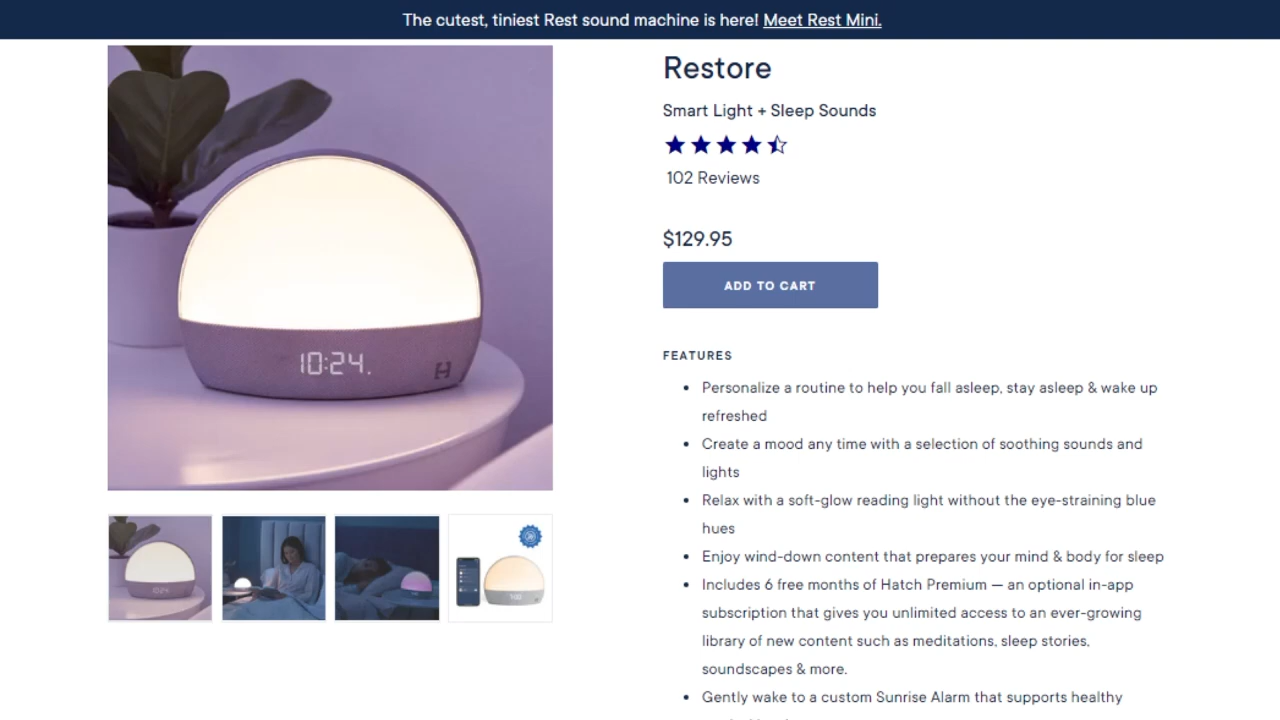 The cutest, tiniest Rest sound machine is here! Meet Rest Mini.
Restore
Smart Light + Sleep Sounds
102 Reviews
$129.95
ADD TO CART
10:24.
FEATURES
• Personalize a routine to help you fall asleep, stay asleep & wake up
refreshed
• Create a mood any time with a selection of soothing sounds and
lights
• Relax with a soft-glow reading light without the eye-straining blue
hues
• Enjoy wind-down content that prepares your mind & body for sleep
• Includes 6 free months of Hatch Premium — an optional in-app
subscription that gives you unlimited access to an ever-growing
library of new content such as meditations, sleep stories,
soundscapes & more.
• Gently wake to a custom Sunrise Alarm that supports healthy